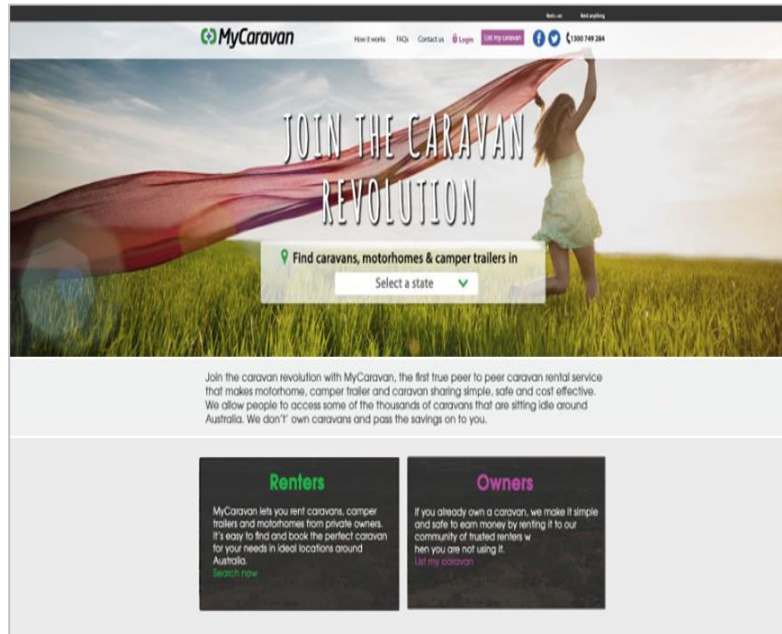 Rent anything
MyCaravan
How it works FAQs Contact us Login List my caravan 1300 749 284
JOIN THE CARAVAN
REVOLUTION
Find caravans, motorhomes & camper trailers in
Select a state
Join the caravan revolution with MyCaravan, the first true peer to peer caravan rental service
that makes motorhome, camper trailer and caravan sharing simple, safe and cost effective.
We allow people to access some of the thousands of caravans that are sitting idle around
Australia. We don't' own caravans and pass the savings on to you.
Renters
MyCaravan lets you rent caravans, camper
trailers and motorhomes from private owners.
It's easy to find and book the perfect caravan
for your needs in ideal locations around
Australia.
Search now
Owners
If you already own a caravan, we make it simple
and safe to earn money by renting it to our
community of trusted renters w
hen you are not using it.
List my caravan